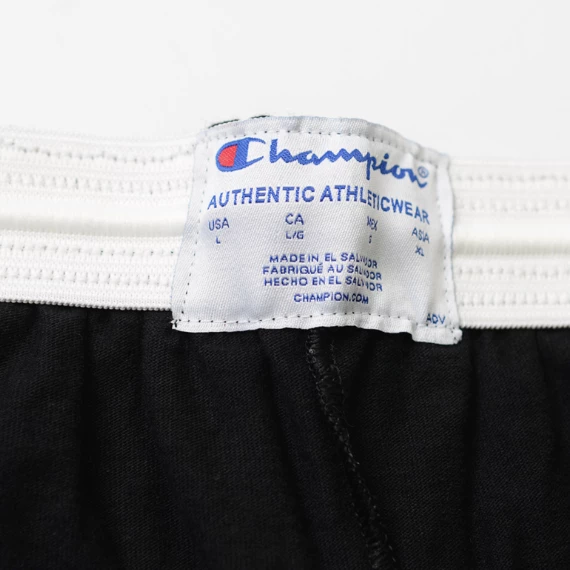 Champion®
AUTHENTIC ATHLETICWEAR
USA CA MEX ASIA
L L/G XL
MADE IN EL SALVADOR
FABRIQUÉ AU SALVADOR
HECHO EN EL SALVADOR
CHAMPION.COM
ADV